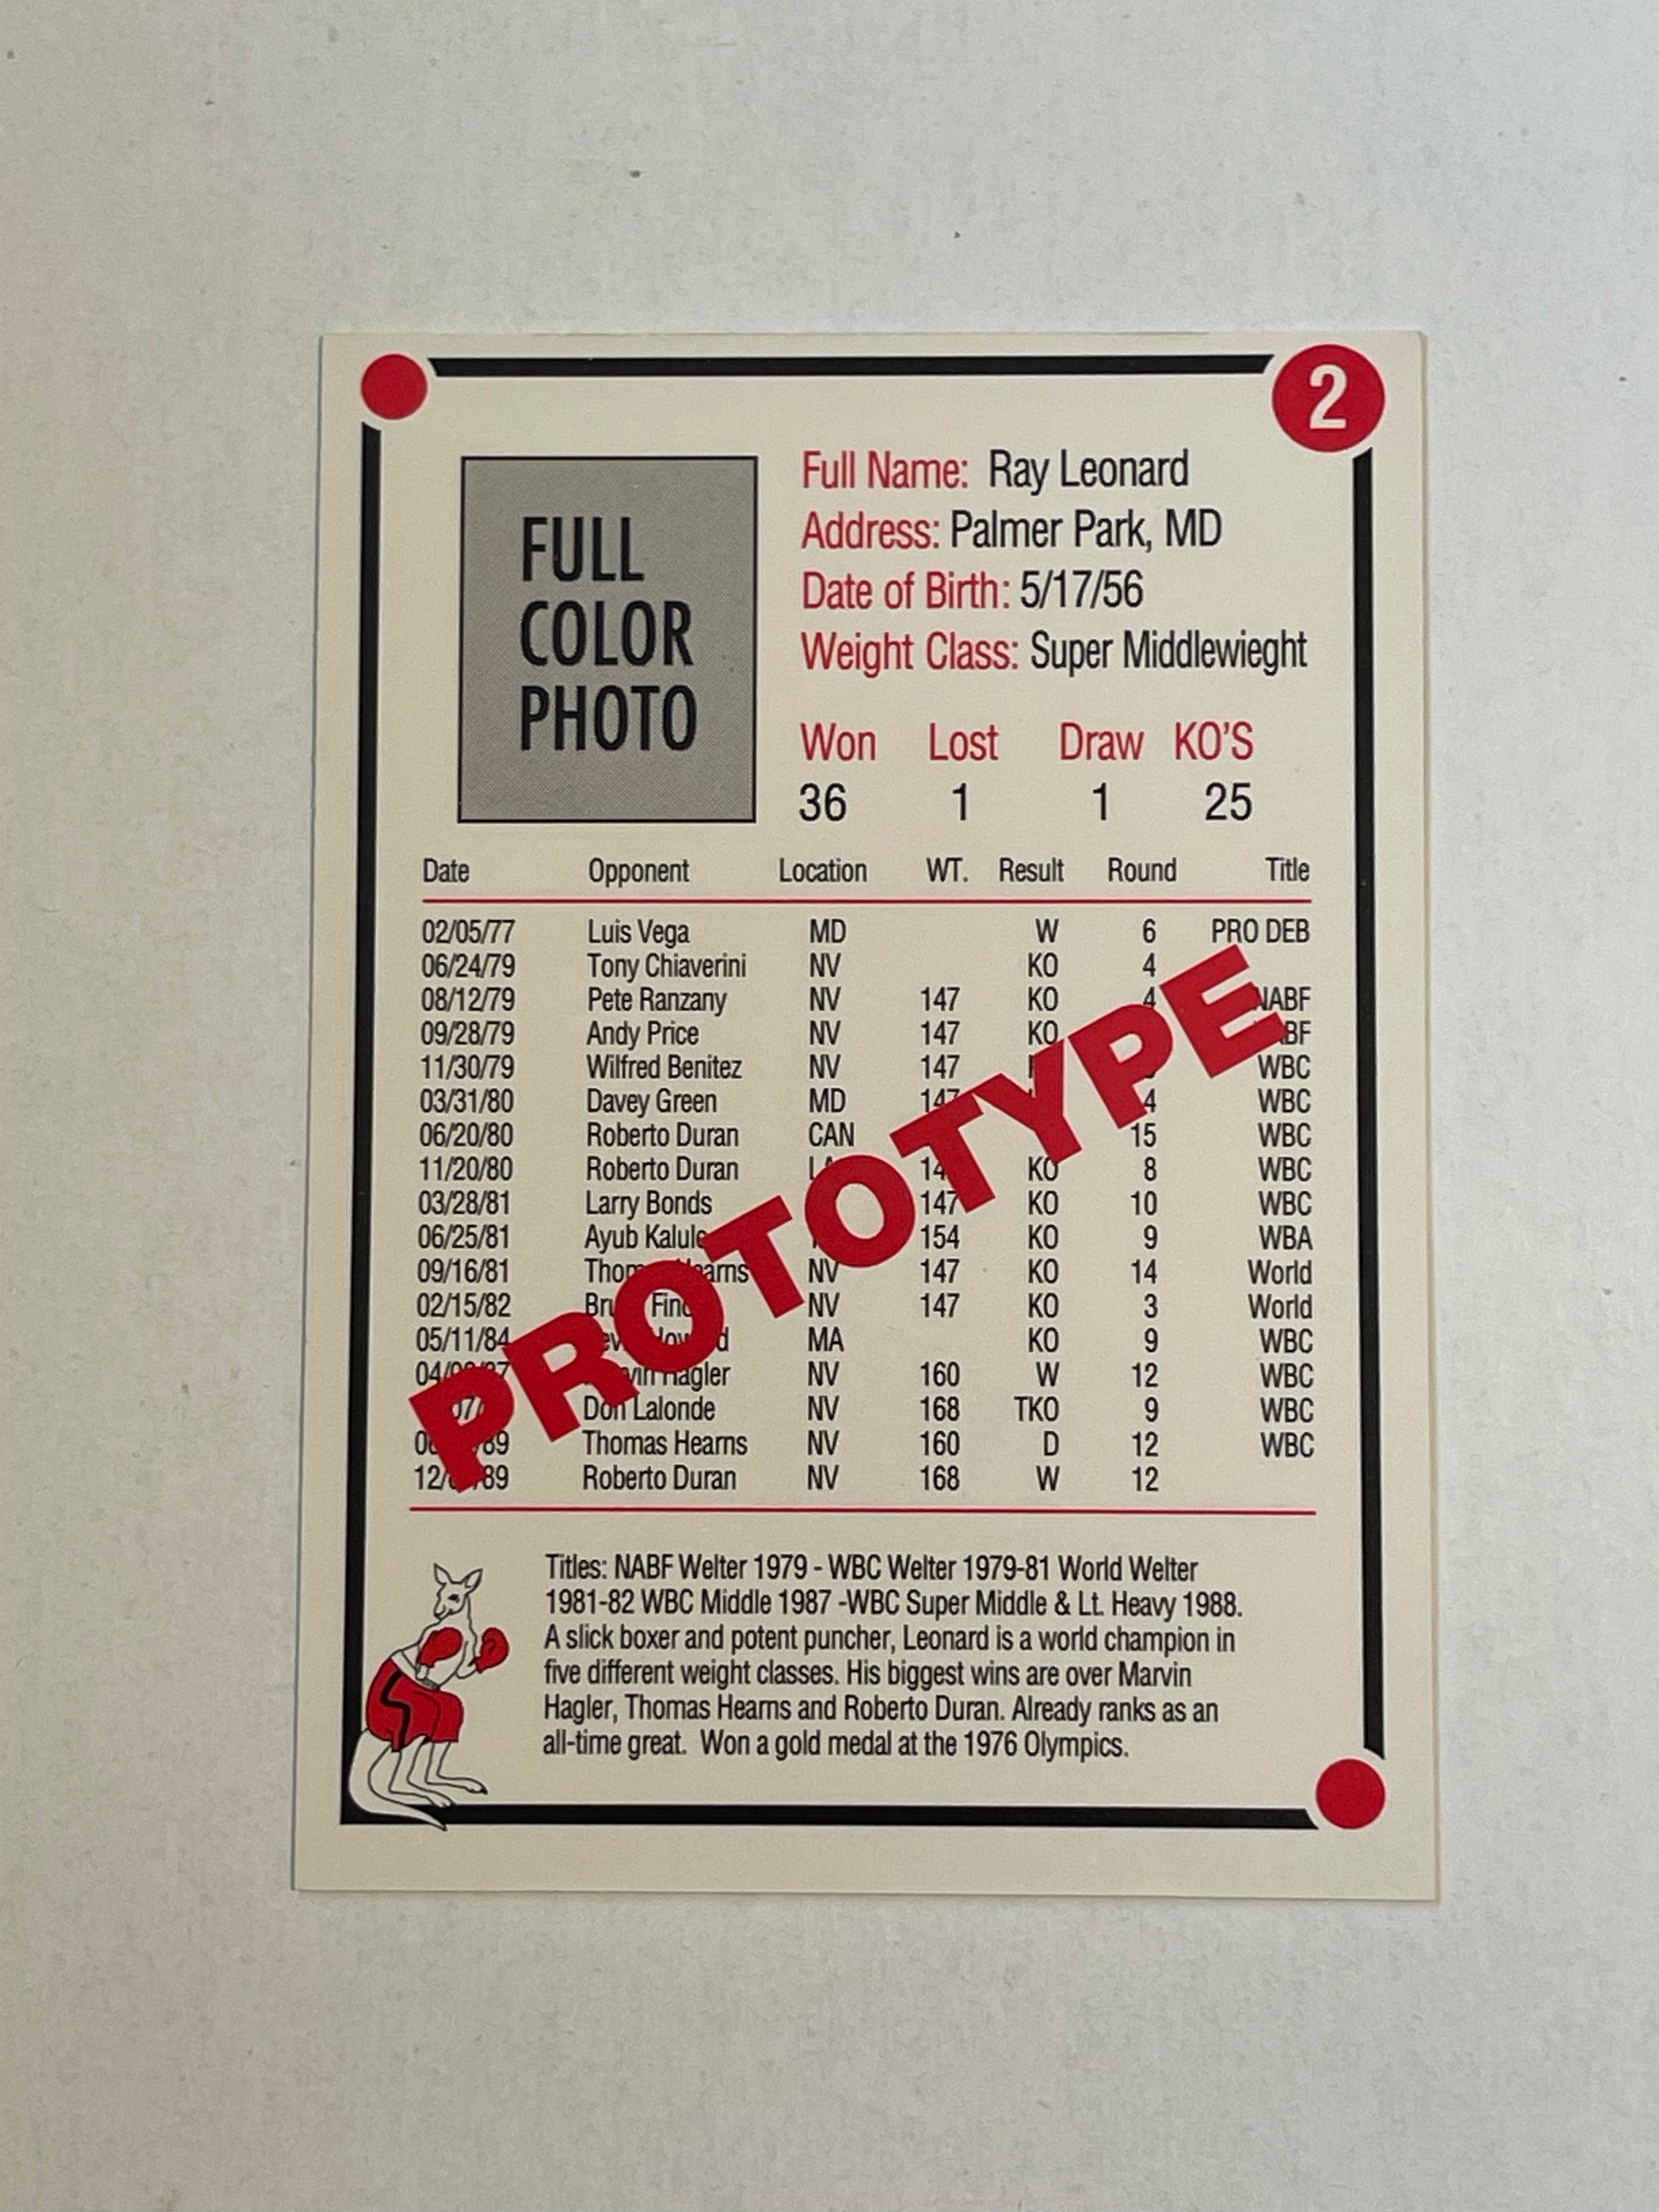 2
FULL
COLOR
PHOTO
Full Name: Ray Leonard
Address: Palmer Park, MD
Date of Birth: 5/17/56
Weight Class: Super Middlewieght
Won Lost Draw KO'S
36 1 1 25
Date Opponent Location WT. Result Round Title
02/05/77 Luis Vega MD W 6 PRO DEB
06/24/79 Tony Chiaverini NV KO 4
08/12/79 Pete Ranzany NV 147 KO 4 NABF
09/28/79 Andy Price NV 147 KO
11/30/79 Wilfred Benitez NV 147 WBC
03/31/80 Davey Green MD 147 4 WBC
06/20/80 Roberto Duran CAN 15 WBC
11/20/80 Roberto Duran KO 8 WBC
03/28/81 Larry Bonds 147 KO 10 WBC
06/25/81 Ayub Kalule 154 KO 9 WBA
09/16/81 Thomas Hearns NV 147 KO 14 World
02/15/82 NV 147 KO 3 World
05/11/84 MA KO 9 WBC
Hagler NV 160 W 12 WBC
Don Lalonde NV 168 TKO 9 WBC
Thomas Hearns NV 160 D 12 WBC
Roberto Duran NV 168 W 12
PROTOTYPE
Titles: NABF Welter 1979 - WBC Welter 1979-81 World Welter
1981-82 WBC Middle 1987 -WBC Super Middle & Lt. Heavy 1988.
A slick boxer and potent puncher, Leonard is a world champion in
five different weight classes. His biggest wins are over Marvin
Hagler, Thomas Hearns and Roberto Duran. Already ranks as an
all-time great. Won a gold medal at the 1976 Olympics.